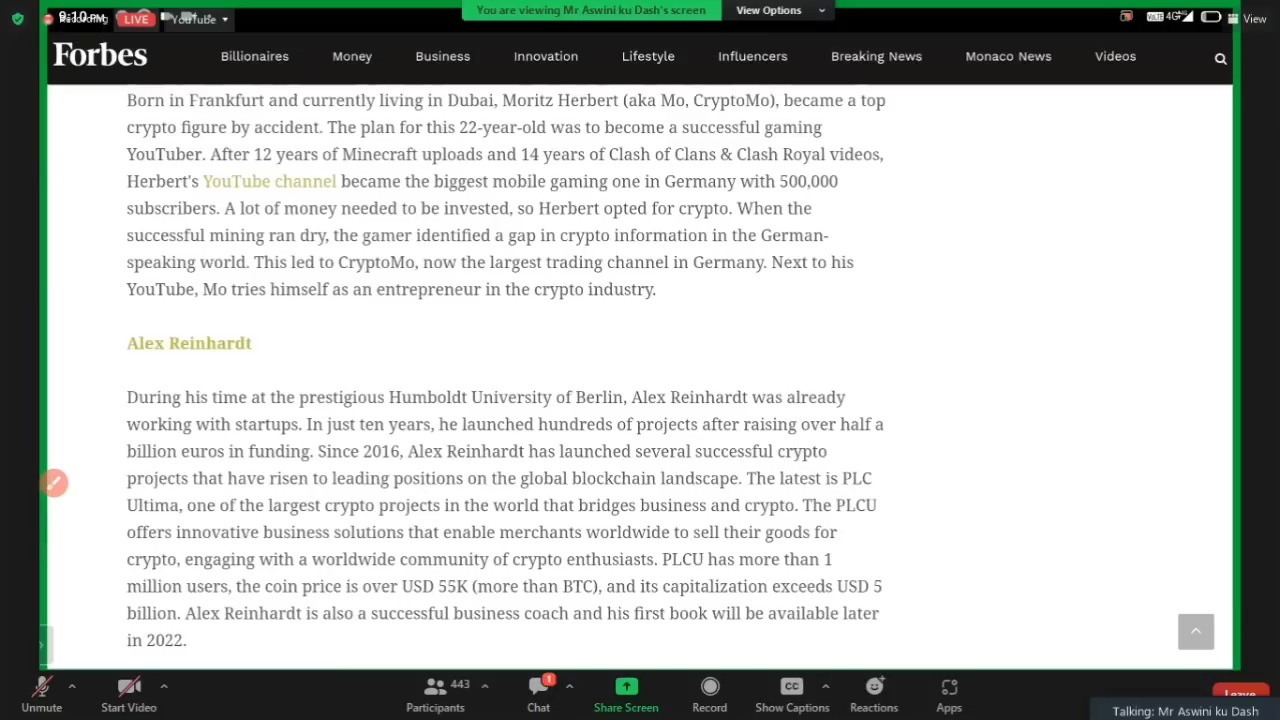 9:10 PM
Recording
LIVE
YouTube
You are viewing Mr Aswini ku Dash's screen
View Options
4G
View
Forbes
Billionaires Money Business Innovation Lifestyle Influencers Breaking News Monaco News Videos
Born in Frankfurt and currently living in Dubai, Moritz Herbert (aka Mo, CryptoMo), became a top
crypto figure by accident. The plan for this 22-year-old was to become a successful gaming
YouTuber. After 12 years of Minecraft uploads and 14 years of Clash of Clans & Clash Royal videos,
Herbert's YouTube channel became the biggest mobile gaming one in Germany with 500,000
subscribers. A lot of money needed to be invested, so Herbert opted for crypto. When the
successful mining ran dry, the gamer identified a gap in crypto information in the German-
speaking world. This led to CryptoMo, now the largest trading channel in Germany. Next to his
YouTube, Mo tries himself as an entrepreneur in the crypto industry.
Alex Reinhardt
During his time at the prestigious Humboldt University of Berlin, Alex Reinhardt was already
working with startups. In just ten years, he launched hundreds of projects after raising over half a
billion euros in funding. Since 2016, Alex Reinhardt has launched several successful crypto
projects that have risen to leading positions on the global blockchain landscape. The latest is PLC
Ultima, one of the largest crypto projects in the world that bridges business and crypto. The PLCU
offers innovative business solutions that enable merchants worldwide to sell their goods for
crypto, engaging with a worldwide community of crypto enthusiasts. PLCU has more than 1
million users, the coin price is over USD 55K (more than BTC), and its capitalization exceeds USD 5
billion. Alex Reinhardt is also a successful business coach and his first book will be available later
in 2022.
443
1
CC
Unmute Start Video Participants Chat Share Screen Record Show Captions Reactions Apps
Leave
Talking: Mr Aswini ku Dash